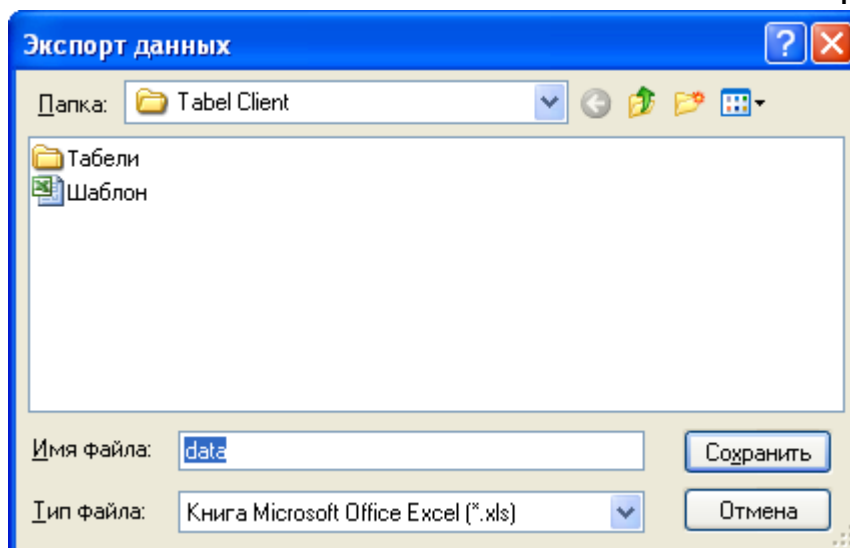 Экспорт данных
Папка: Tabel Client
Табели
Шаблон
Имя файла: data Сохранить
Тип файла: Книга Microsoft Office Excel (*.xls) Отмена